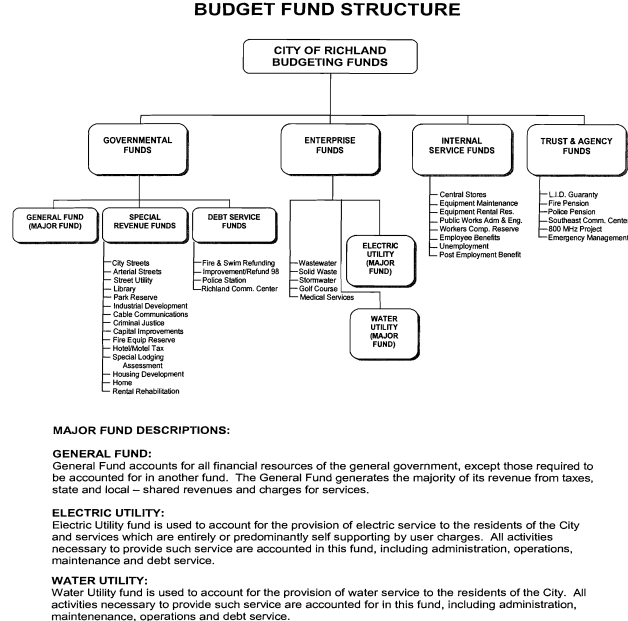 BUDGET FUND STRUCTURE
CITY OF RICHLAND
BUDGETING FUNDS
GOVERNMENTAL
FUNDS
ENTERPRISE
FUNDS
INTERNAL
SERVICE FUNDS
TRUST & AGENCY
FUNDS
GENERAL FUND
(MAJOR FUND)
SPECIAL
REVENUE FUNDS
DEBT SERVICE
FUNDS
City Streets
Arterial Streets
Street Utility
Library
Park Reserve
Industrial Development
Cable Communications
Criminal Justice
Capital Improvements
Fire Equip Reserve
Hotel/Motel Tax
Special Lodging
Assessment
Housing Development
Home
Rental Rehabilitation
Fire & Swim Refunding
Improvement/Refund 98
Police Station
Richland Comm. Center
Wastewater
Solid Waste
Stormwater
Golf Course
Medical Services
ELECTRIC
UTILITY
(MAJOR
FUND)
WATER
UTILITY
(MAJOR
FUND)
Central Stores
Equipment Maintenance
Equipment Rental Res.
Public Works Adm & Eng.
Workers Comp. Reserve
Employee Benefits
Unemployment
Post Employment Benefit
L.I.D. Guaranty
Fire Pension
Police Pension
Southeast Comm. Center
800 MHz Project
Emergency Management
MAJOR FUND DESCRIPTIONS:
GENERAL FUND:
General Fund accounts for all financial resources of the general government, except those required to
be accounted for in another fund. The General Fund generates the majority of its revenue from taxes,
state and local – shared revenues and charges for services.
ELECTRIC UTILITY:
Electric Utility fund is used to account for the provision of electric service to the residents of the City
and services which are entirely or predominantly self supporting by user charges. All activities
necessary to provide such service are accounted in this fund, including administration, operations,
maintenance and debt service.
WATER UTILITY:
Water Utility fund is used to account for the provision of water service to the residents of the City. All
activities necessary to provide such service are accounted for in this fund, including administration,
maintenenance, operations and debt service.